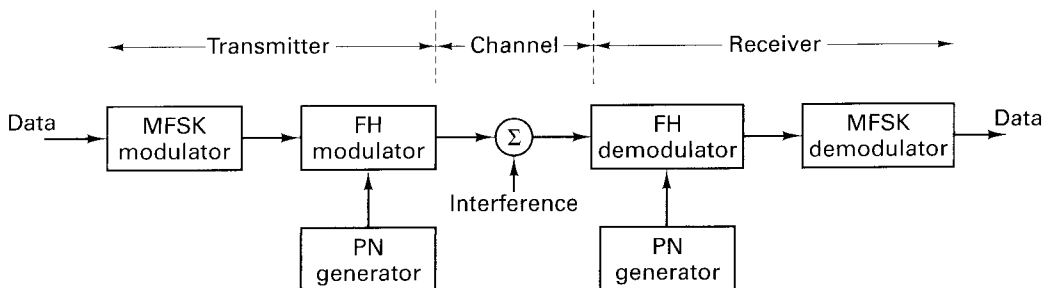 Transmitter Channel Receiver
Data
MFSK
modulator
FH
modulator
Σ
FH
demodulator
MFSK
demodulator
Data
Interference
PN
generator
PN
generator